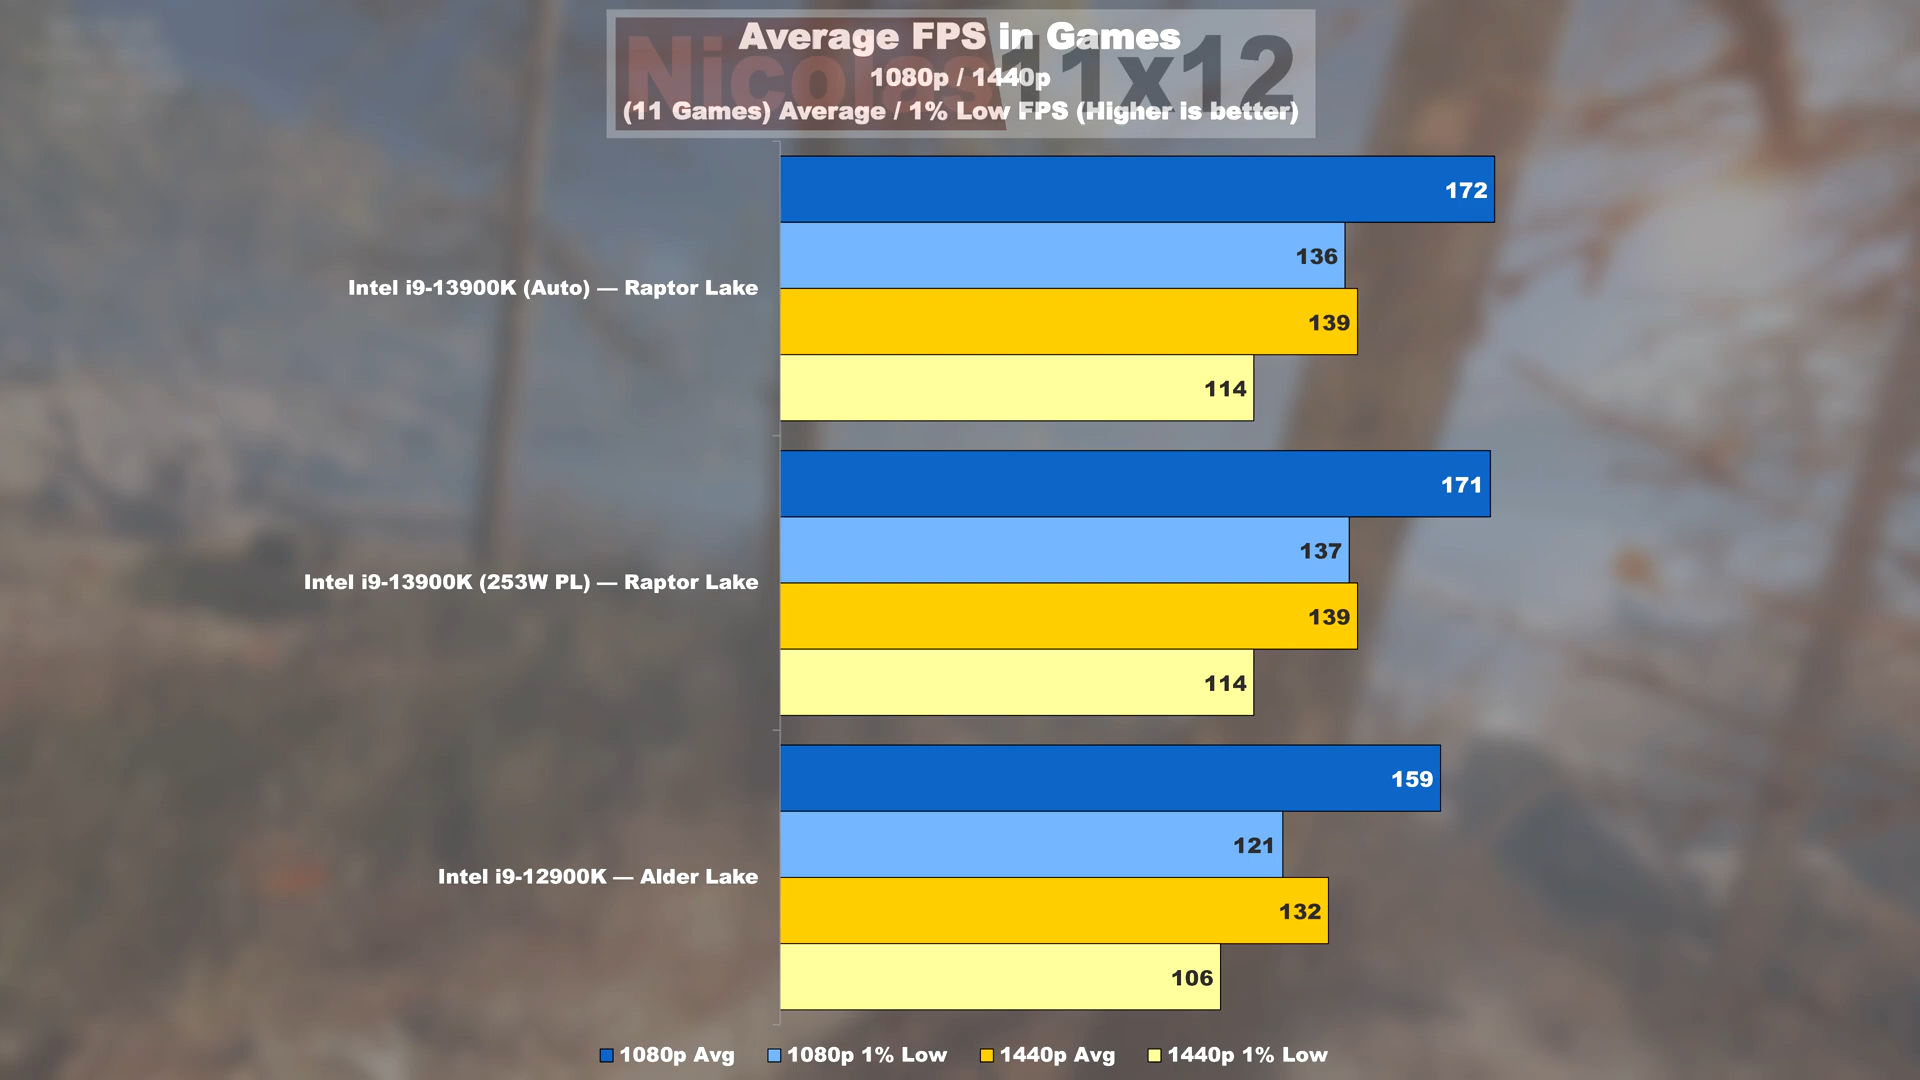 Nicolas11x12
Average FPS in Games
1080p / 1440p
(11 Games) Average / 1% Low FPS (Higher is better)
Intel i9-13900K (Auto) — Raptor Lake
172
136
139
114
Intel i9-13900K (253W PL) — Raptor Lake
171
137
139
114
Intel i9-12900K — Alder Lake
159
121
132
106
1080p Avg 1080p 1% Low 1440p Avg 1440p 1% Low